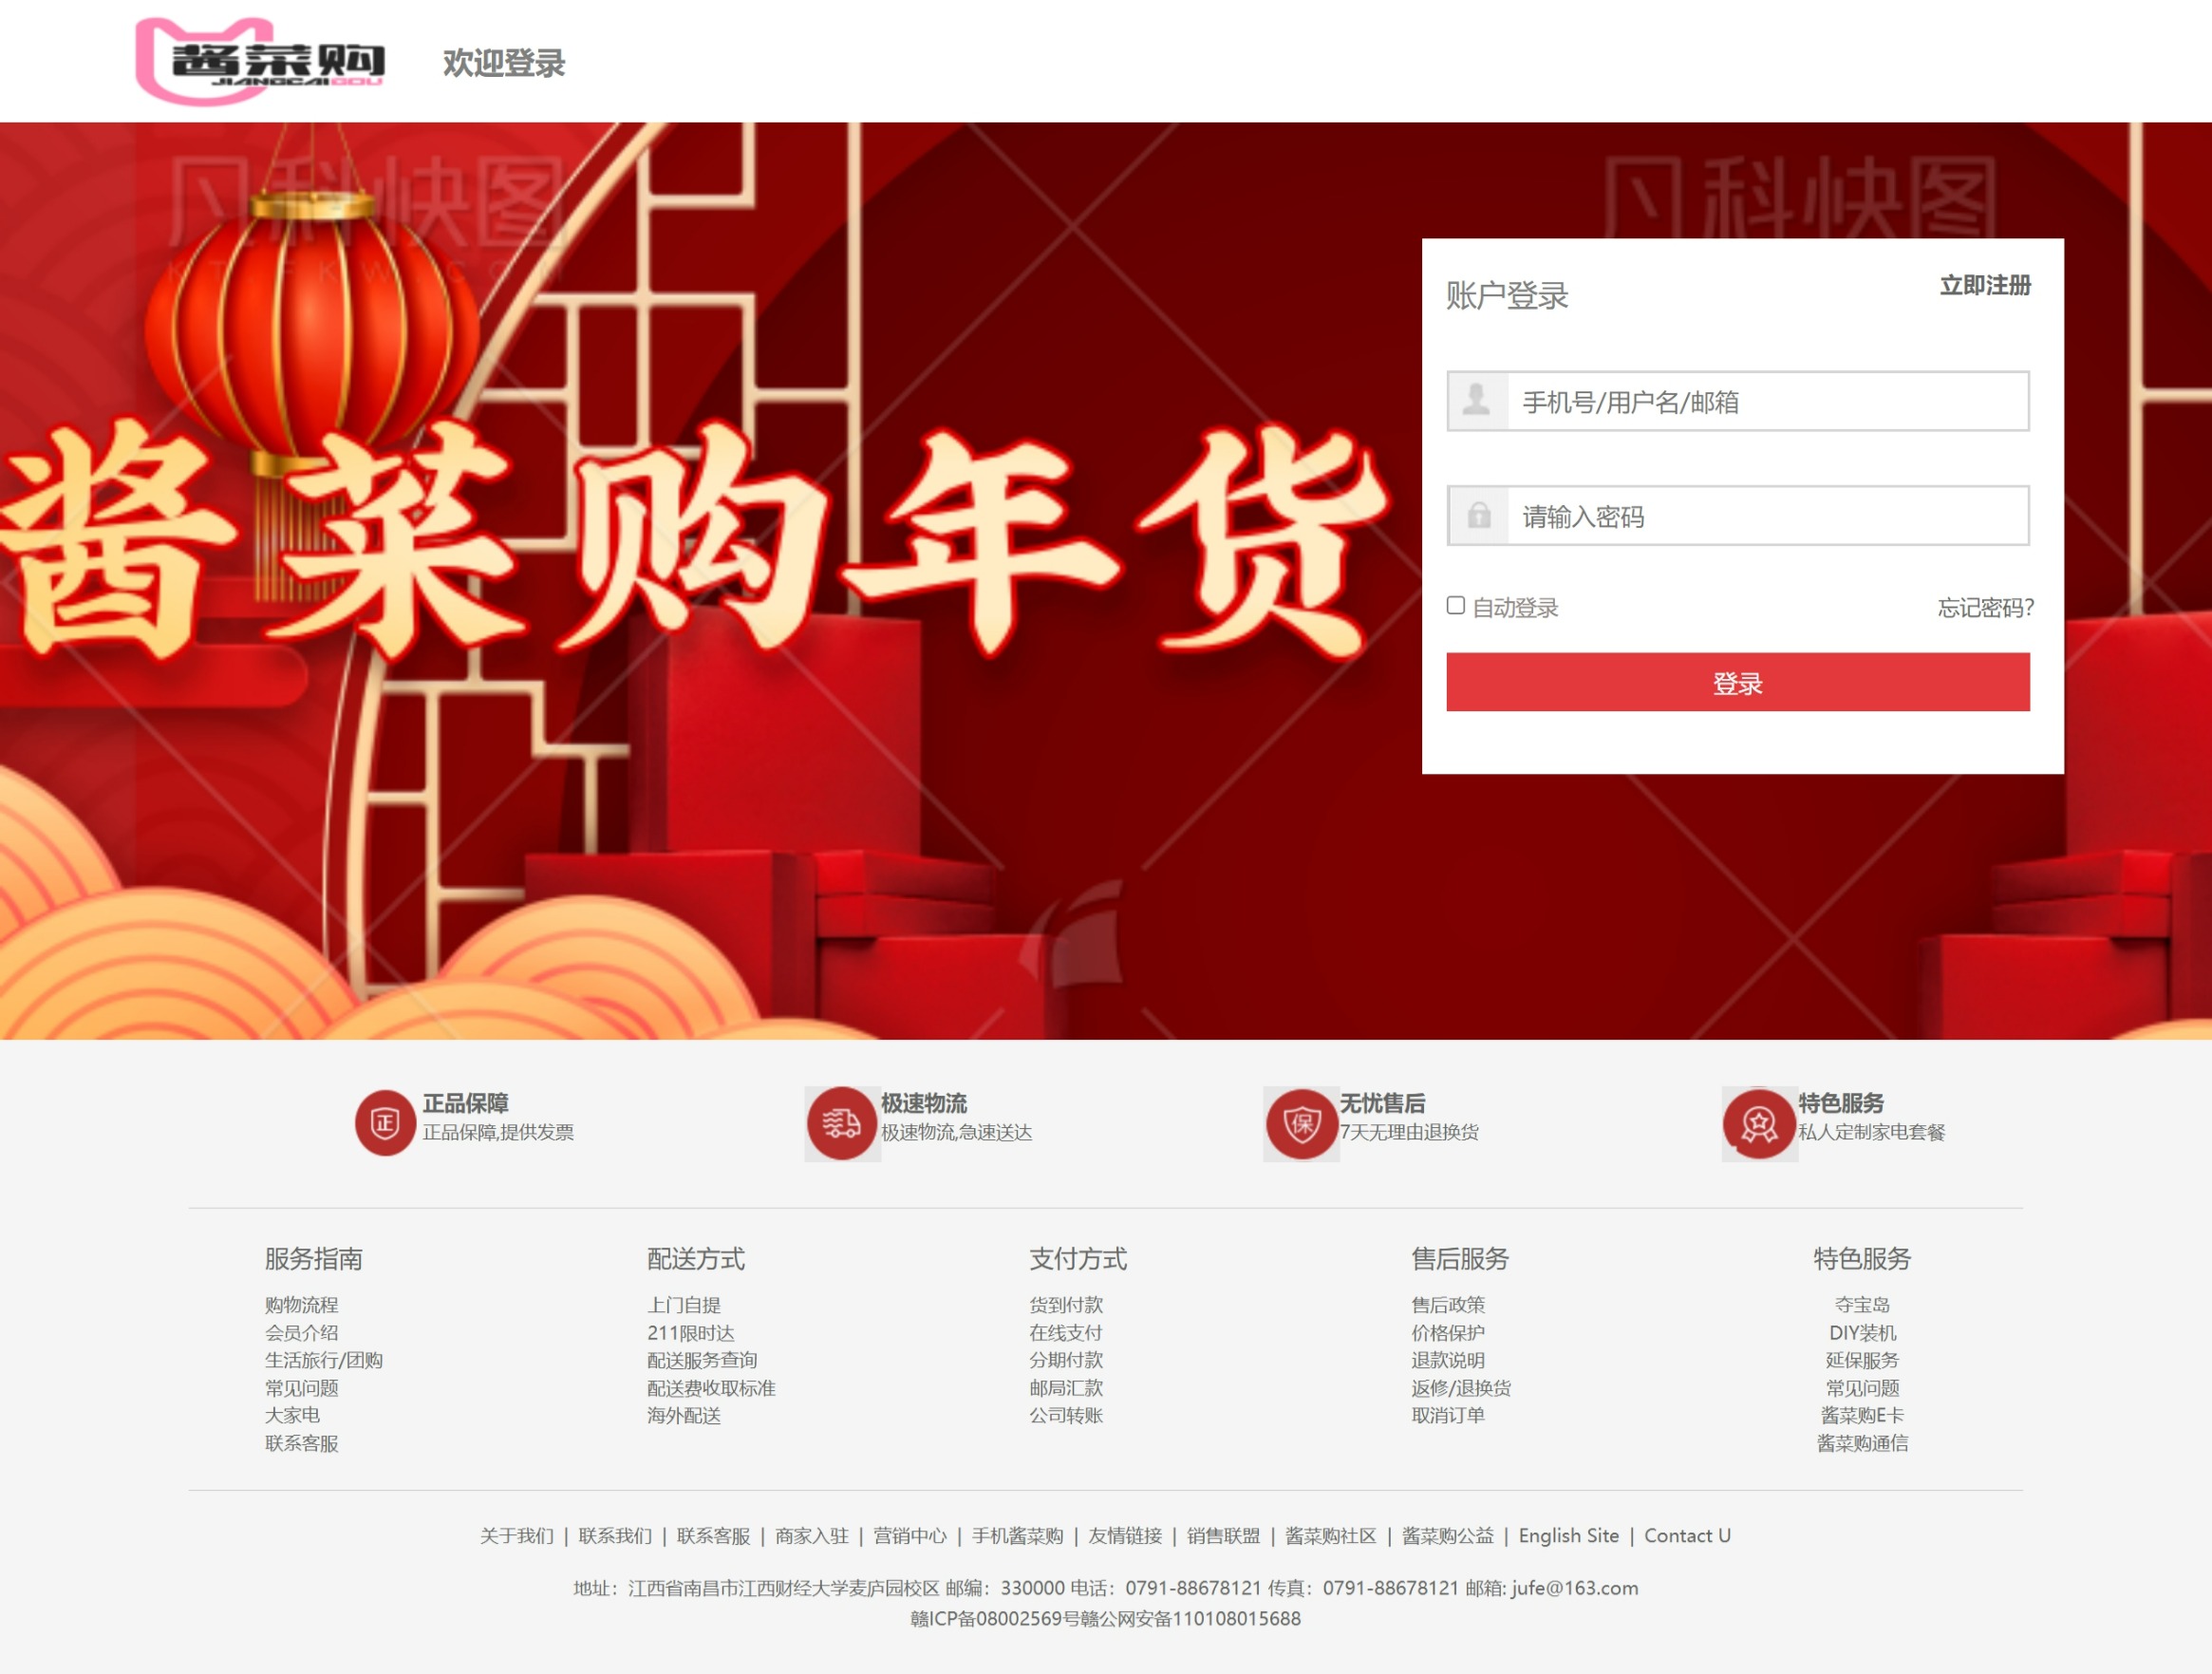 酱菜购
JIANGCAIGOU
欢迎登录
凡科快图
KT.FKW.COM
凡科快图
账户登录
立即注册
手机号/用户名/邮箱
酱菜购年货
请输入密码
自动登录
忘记密码?
登录
正
正品保障
正品保障,提供发票
极速物流
极速物流,急速送达
保
无忧售后
7天无理由退换货
特色服务
私人定制家电套餐
服务指南
购物流程
会员介绍
生活旅行/团购
常见问题
大家电
联系客服
配送方式
上门自提
211限时达
配送服务查询
配送费收取标准
海外配送
支付方式
货到付款
在线支付
分期付款
邮局汇款
公司转账
售后服务
售后政策
价格保护
退款说明
返修/退换货
取消订单
特色服务
夺宝岛
DIY装机
延保服务
常见问题
酱菜购E卡
酱菜购通信
关于我们 | 联系我们 | 联系客服 | 商家入驻 | 营销中心 | 手机酱菜购 | 友情链接 | 销售联盟 | 酱菜购社区 | 酱菜购公益 | English Site | Contact U
地址：江西省南昌市江西财经大学麦庐园校区 邮编：330000 电话：0791-88678121 传真：0791-88678121 邮箱: jufe@163.com
赣ICP备08002569号赣公网安备110108015688